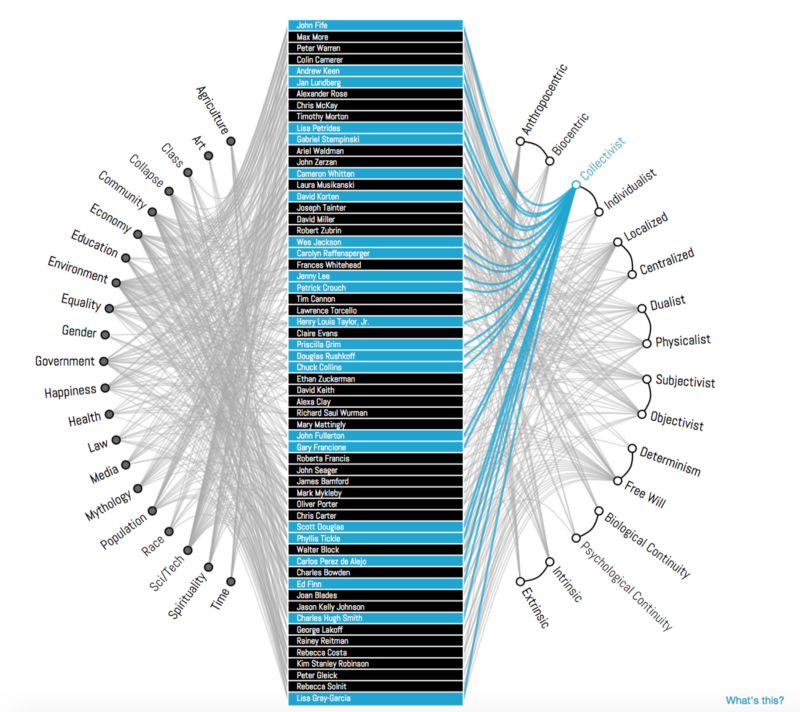 Agriculture
Art
Class
Collapse
Community
Economy
Education
Environment
Equality
Gender
Government
Happiness
Health
Law
Media
Mythology
Population
Race
Sci/Tech
Spirituality
Time
John Fife
Max More
Peter Warren
Colin Camerer
Andrew Keen
Jan Lundberg
Alexander Rose
Chris McKay
Timothy Morton
Lisa Petrides
Gabriel Stempinski
Ariel Waldman
John Zerzan
Cameron Whitten
Laura Musikanski
David Korten
Joseph Tainter
David Miller
Robert Zubrin
Wes Jackson
Carolyn Raffensperger
Frances Whitehead
Jenny Lee
Patrick Crouch
Tim Cannon
Lawrence Torcello
Henry Louis Taylor, Jr.
Claire Evans
Priscilla Grim
Douglas Rushkoff
Chuck Collins
Ethan Zuckerman
David Keith
Alexa Clay
Richard Saul Wurman
Mary Mattingly
John Fullerton
Gary Francione
Roberta Francis
John Seager
James Bamford
Mark Mykleby
Oliver Porter
Chris Carter
Scott Douglas
Phyllis Tickle
Walter Block
Carlos Perez de Alejo
Charles Bowden
Ed Finn
Joan Blades
Jason Kelly Johnson
Charles Hugh Smith
George Lakoff
Rainey Reitman
Rebecca Costa
Kim Stanley Robinson
Peter Gleick
Rebecca Solnit
Lisa Gray-Garcia
Anthropocentric
Biocentric
Collectivist
Individualist
Localized
Centralized
Dualist
Physicalist
Subjectivist
Objectivist
Determinism
Free Will
Biological Continuity
Psychological Continuity
Intrinsic
Extrinsic
What's this?